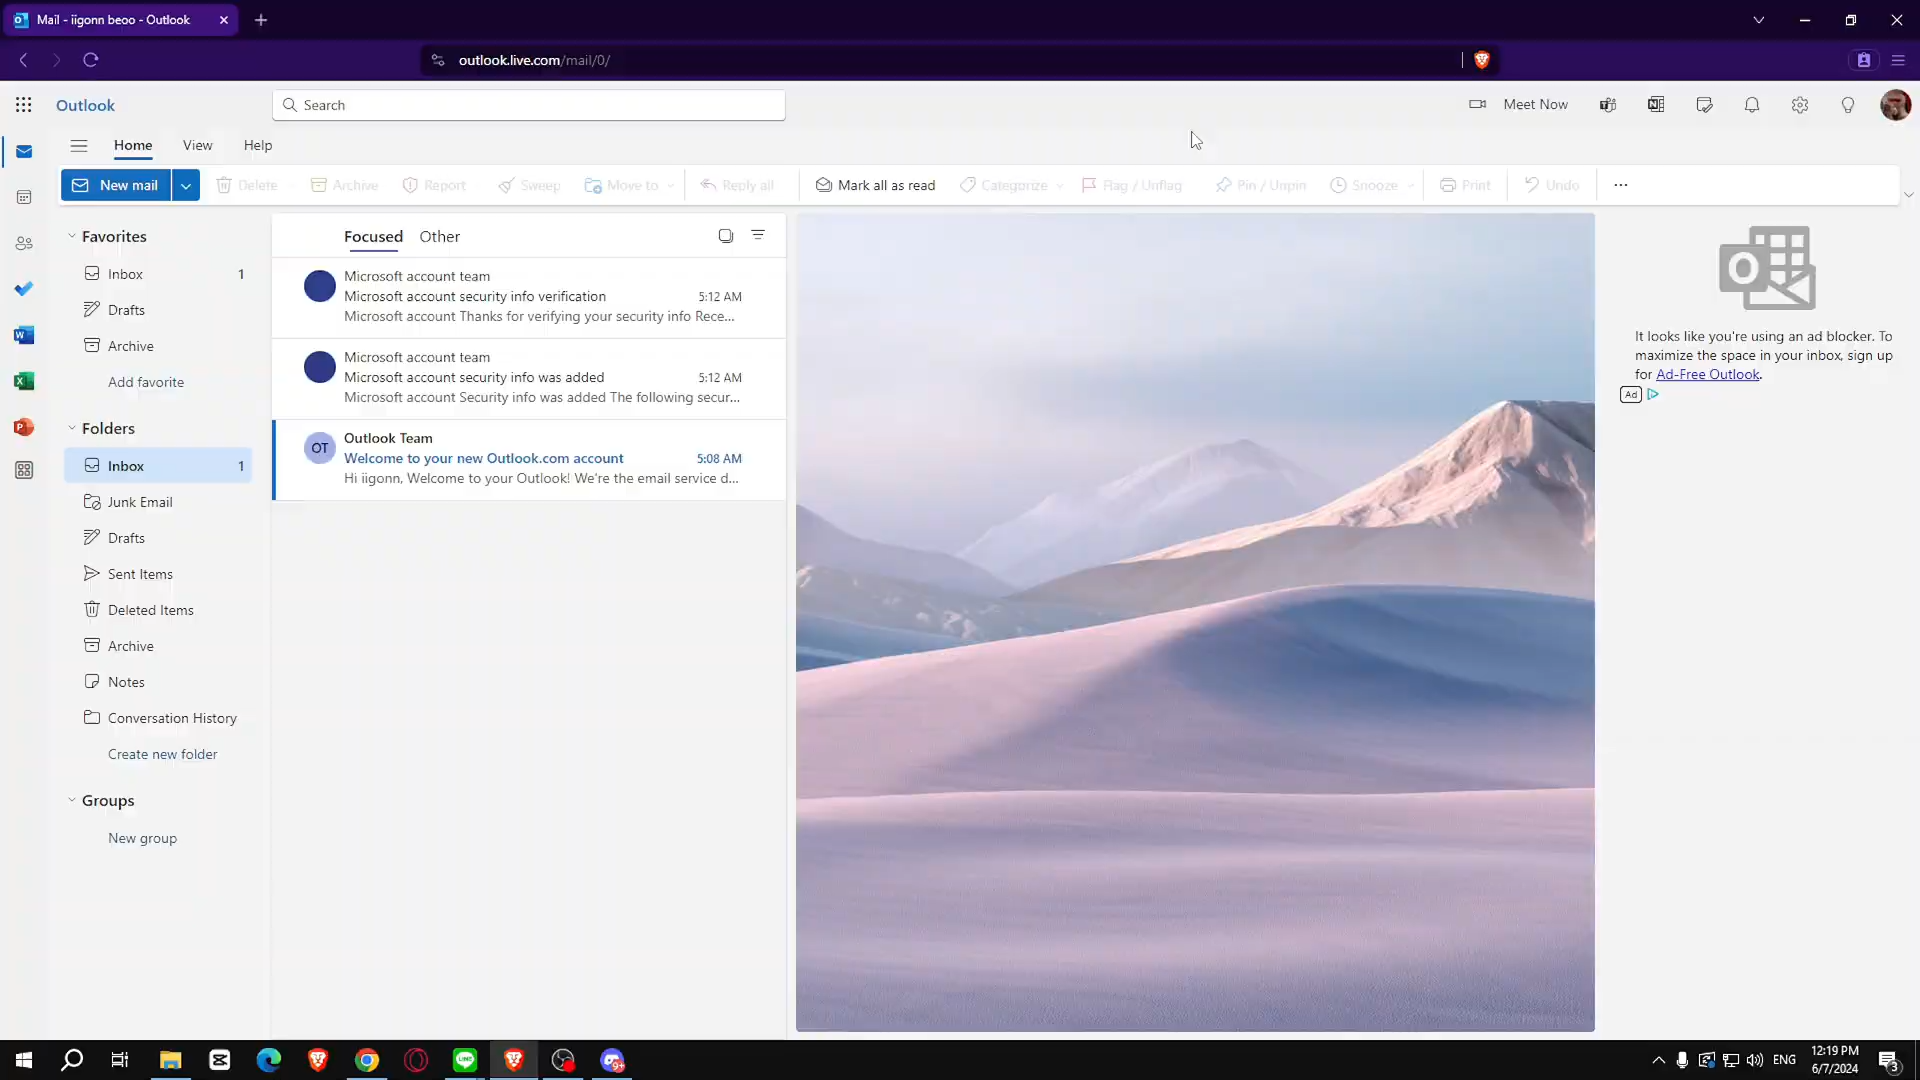 Mail - iigonn beoo - Outlook
outlook.live.com/mail/0/
Outlook
Search
Meet Now
Home View Help
New mail Delete Archive Report Sweep Move to Reply all Mark all as read Categorize Flag / Unflag Pin / Unpin Snooze Print Undo
Favorites
Inbox 1
Drafts
Archive
Add favorite
Folders
Inbox 1
Junk Email
Drafts
Sent Items
Deleted Items
Archive
Notes
Conversation History
Create new folder
Groups
New group
Focused Other
Microsoft account team
Microsoft account security info verification 5:12 AM
Microsoft account Thanks for verifying your security info Rece...
Microsoft account team
Microsoft account security info was added 5:12 AM
Microsoft account Security info was added The following secur...
OT
Outlook Team
Welcome to your new Outlook.com account 5:08 AM
Hi iigonn, Welcome to your Outlook! We're the email service d...
It looks like you're using an ad blocker. To
maximize the space in your inbox, sign up
for Ad-Free Outlook.
Ad
ENG
12:19 PM
6/7/2024
3
9+